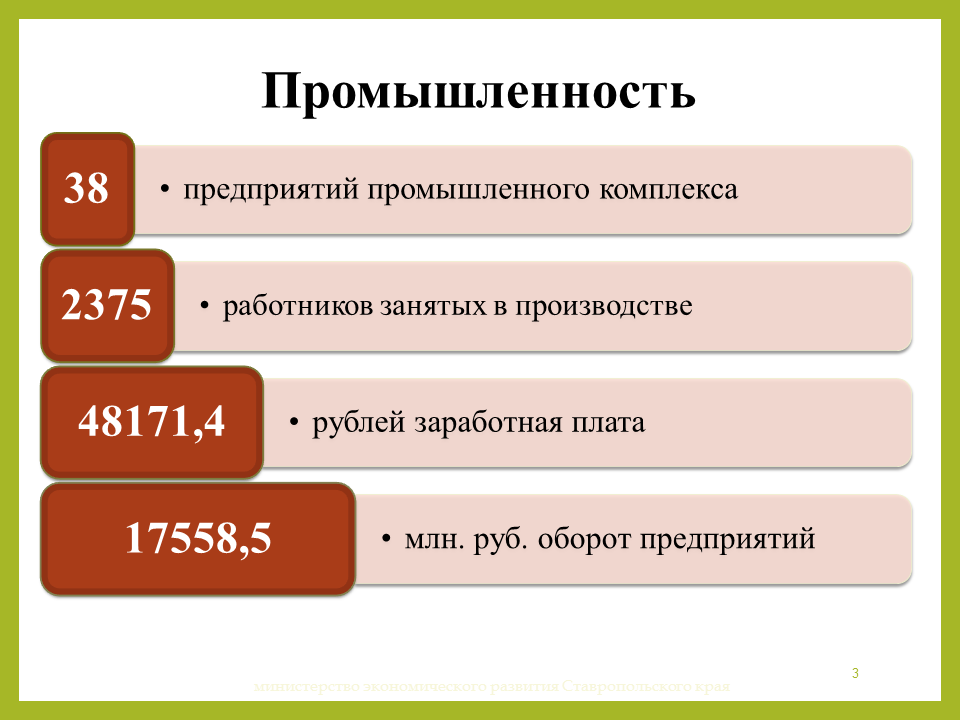 Промышленность
38
• предприятий промышленного комплекса
2375
• работников занятых в производстве
48171,4
• рублей заработная плата
17558,5
• млн. руб. оборот предприятий
3
министерство экономического развития Ставропольского края